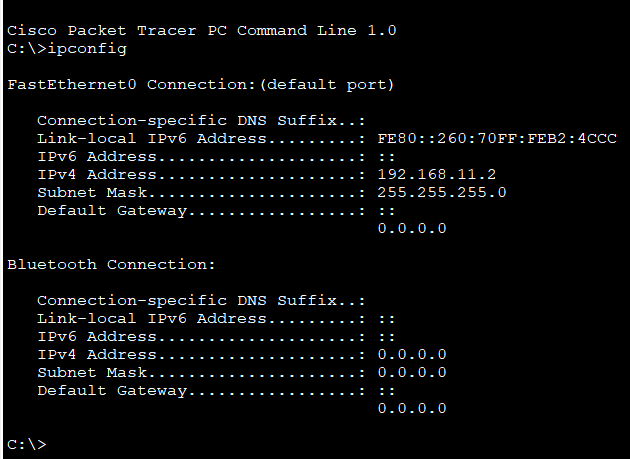 Cisco Packet Tracer PC Command Line 1.0
C:\>ipconfig
FastEthernet0 Connection:(default port)
Connection-specific DNS Suffix..:
Link-local IPv6 Address.........: FE80::260:70FF:FEB2:4CCC
IPv6 Address....................: ::
IPv4 Address....................: 192.168.11.2
Subnet Mask.....................: 255.255.255.0
Default Gateway.................: ::
0.0.0.0
Bluetooth Connection:
Connection-specific DNS Suffix..:
Link-local IPv6 Address.........: ::
IPv6 Address....................: ::
IPv4 Address....................: 0.0.0.0
Subnet Mask.....................: 0.0.0.0
Default Gateway.................: ::
0.0.0.0
C:\>